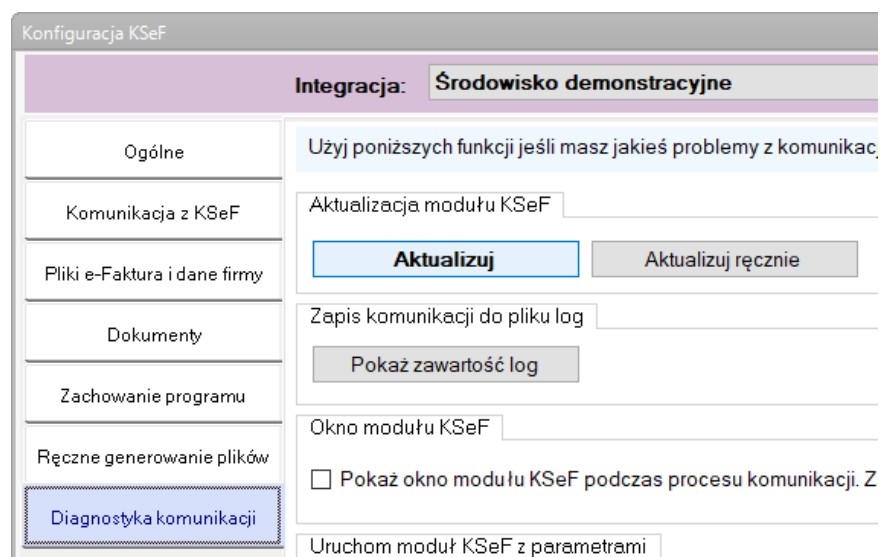 Konfiguracja KSeF
Integracja: Środowisko demonstracyjne
Ogólne
Komunikacja z KSeF
Pliki e-Faktura i dane firmy
Dokumenty
Zachowanie programu
Ręczne generowanie plików
Diagnostyka komunikacji
Użyj poniższych funkcji jeśli masz jakieś problemy z komunikac
Aktualizacja modułu KSeF
Aktualizuj
Aktualizuj ręcznie
Zapis komunikacji do pliku log
Pokaż zawartość log
Okno modułu KSeF
Pokaż okno modułu KSeF podczas procesu komunikacji. Z
Uruchom moduł KSeF z parametrami